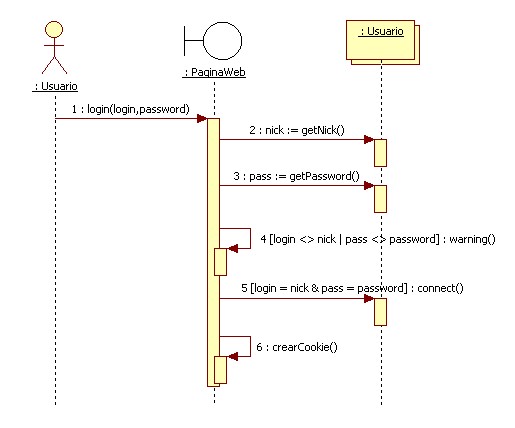 : Usuario
: PaginaWeb
: Usuario
1 : login(login,password)
2 : nick := getNick()
3 : pass := getPassword()
4 [login <> nick | pass <> password] : warning()
5 [login = nick & pass = password] : connect()
6 : crearCookie()